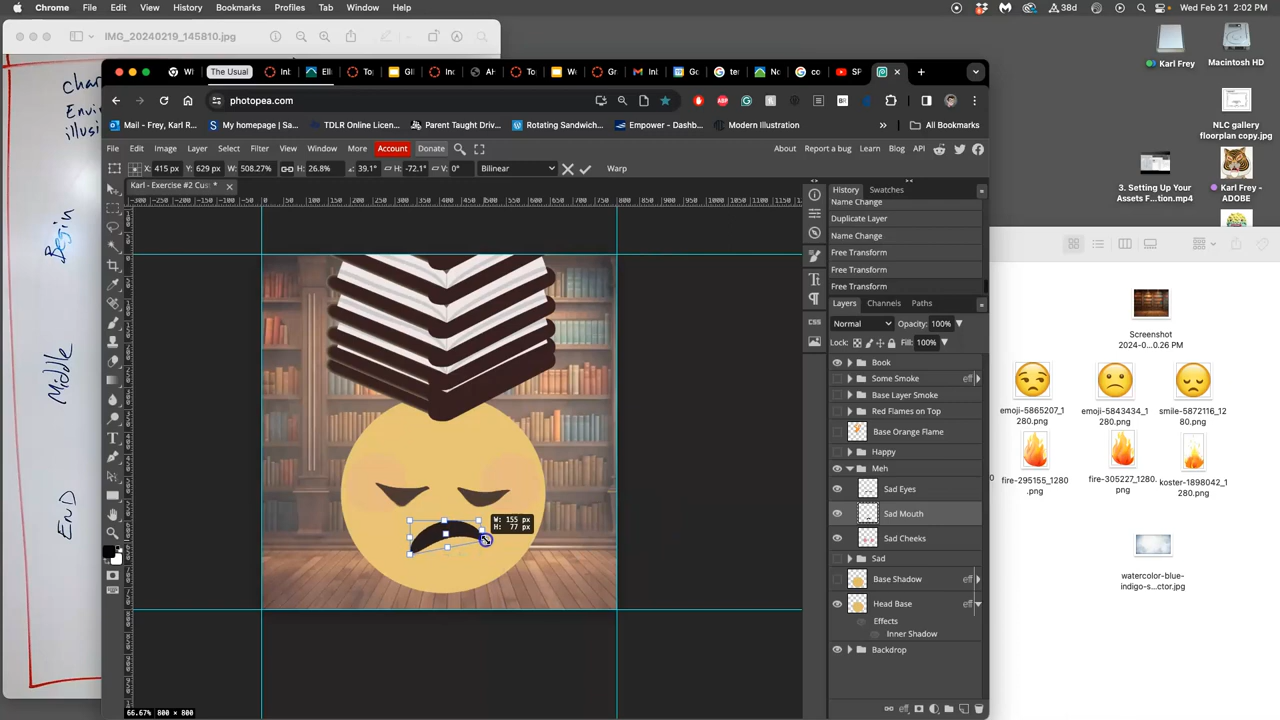 Chrome File Edit View History Bookmarks Profiles Tab Window Help
38d
Wed Feb 21 2:02 PM
IMG_20240219_145810.jpg
Envi
illus
Begin
Middle
END
The Usual
photopea.com
Mail - Frey, Karl R...
My homepage | Sa...
TDLR Online Licen...
Parent Taught Driv...
Rotating Sandwich...
Empower - Dashb...
Modern Illustration
All Bookmarks
File Edit Image Layer Select Filter View Window More Account Donate
About Report a bug Learn Blog API
X: 415 px Y: 629 px W: 508.27% H: 26.8% 39.1° H: -72.1° V: 0° Bilinear Warp
Karl - Exercise #2 Cus *
W: 155 px
H: 77 px
History Swatches
Name Change
Duplicate Layer
Name Change
Free Transform
Free Transform
Free Transform
Layers Channels Paths
Normal Opacity: 100%
Lock: Fill: 100%
Book
Some Smoke eff
Base Layer Smoke
Red Flames on Top
Base Orange Flame
Happy
Meh
Sad Eyes
Sad Mouth
Sad Cheeks
Sad
Base Shadow eff
Head Base eff
Effects
Inner Shadow
Backdrop
66.67% 800 × 800
Karl Frey
Macintosh HD
NLC gallery
floorplan copy.jpg
3. Setting Up Your
Assets F...tion.mp4
Karl Frey -
ADOBE
Screenshot
2024-0...0.26 PM
emoji-5865207_1
280.png
emoji-5843434_1
280.png
smile-5872116_12
80.png
fire-295155_1280
.png
fire-305227_1280.
png
koster-1898042_1
280.png
watercolor-blue-
indigo-s...ctor.jpg